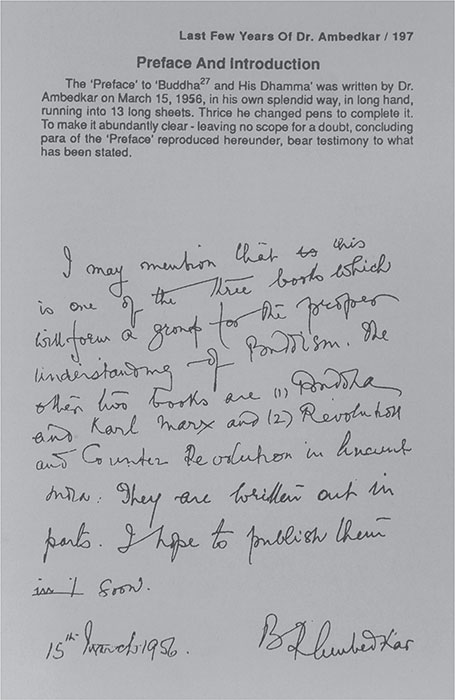 Last Few Years Of Dr. Ambedkar / 197
Preface And Introduction
The 'Preface' to 'Buddha27 and His Dhamma' was written by Dr.
Ambedkar on March 15, 1956, in his own splendid way, in long hand,
running into 13 long sheets. Thrice he changed pens to complete it.
To make it abundantly clear - leaving no scope for a doubt, concluding
para of the 'Preface' reproduced hereunder, bear testimony to what
has been stated.
I may mention that this
is one of the three books which
will form a group for the proper
understanding of Buddism. The
other two books are (1) Buddha
and Karl Marx and (2) Revolution
and Counter Revolution in Ancient
India. They are written out in
parts. I hope to publish them
soon.
15th March 1956.
B R Ambedkar